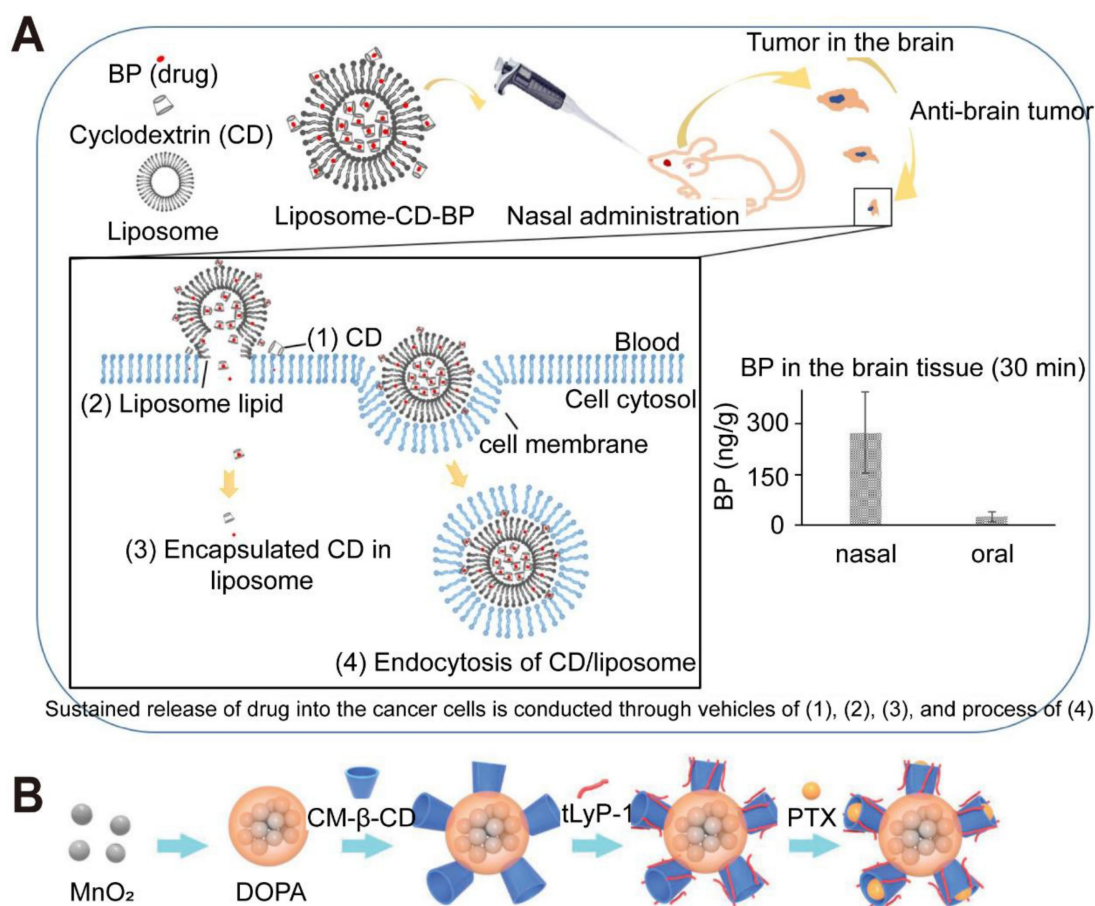 A
BP (drug)
Cyclodextrin (CD)
Liposome
Liposome-CD-BP
Nasal administration
Tumor in the brain
Anti-brain tumor
(1) CD
(2) Liposome lipid
Blood
Cell cytosol
cell membrane
(3) Encapsulated CD in
liposome
(4) Endocytosis of CD/liposome
BP in the brain tissue (30 min)
BP (ng/g)
300
150
0
nasal
oral
Sustained release of drug into the cancer cells is conducted through vehicles of (1), (2), (3), and process of (4)
B
MnO₂
DOPA
CM-β-CD
tLyP-1
PTX